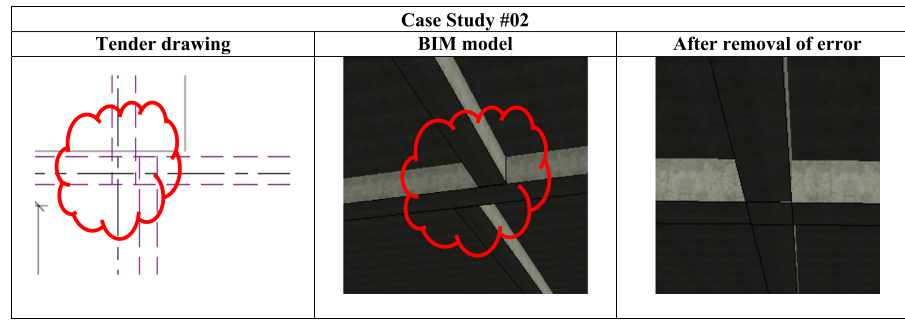 Case Study #02
Tender drawing
BIM model
After removal of error